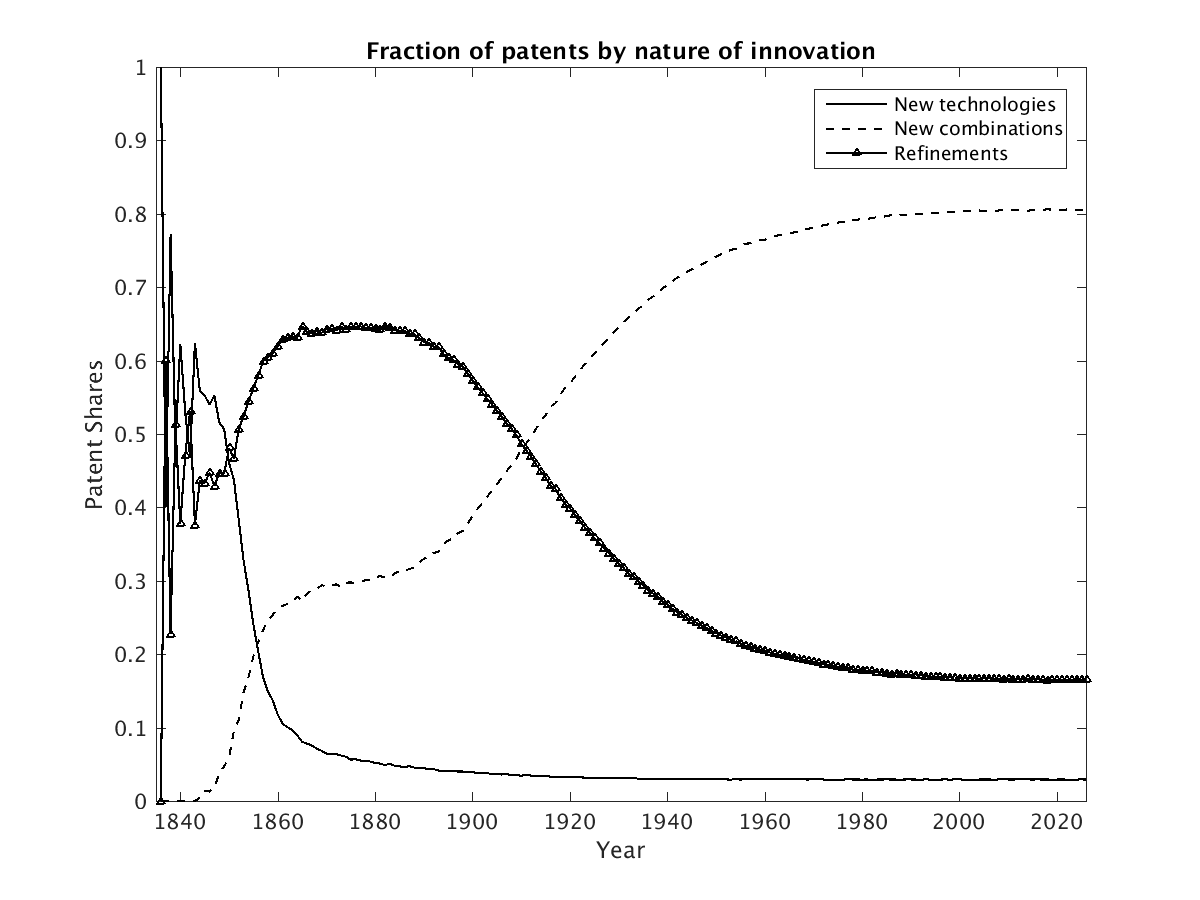 Fraction of patents by nature of innovation
New technologies
New combinations
Refinements
1
0.9
0.8
0.7
0.6
0.5
0.4
0.3
0.2
0.1
0
Patent Shares
1840 1860 1880 1900 1920 1940 1960 1980 2000 2020
Year